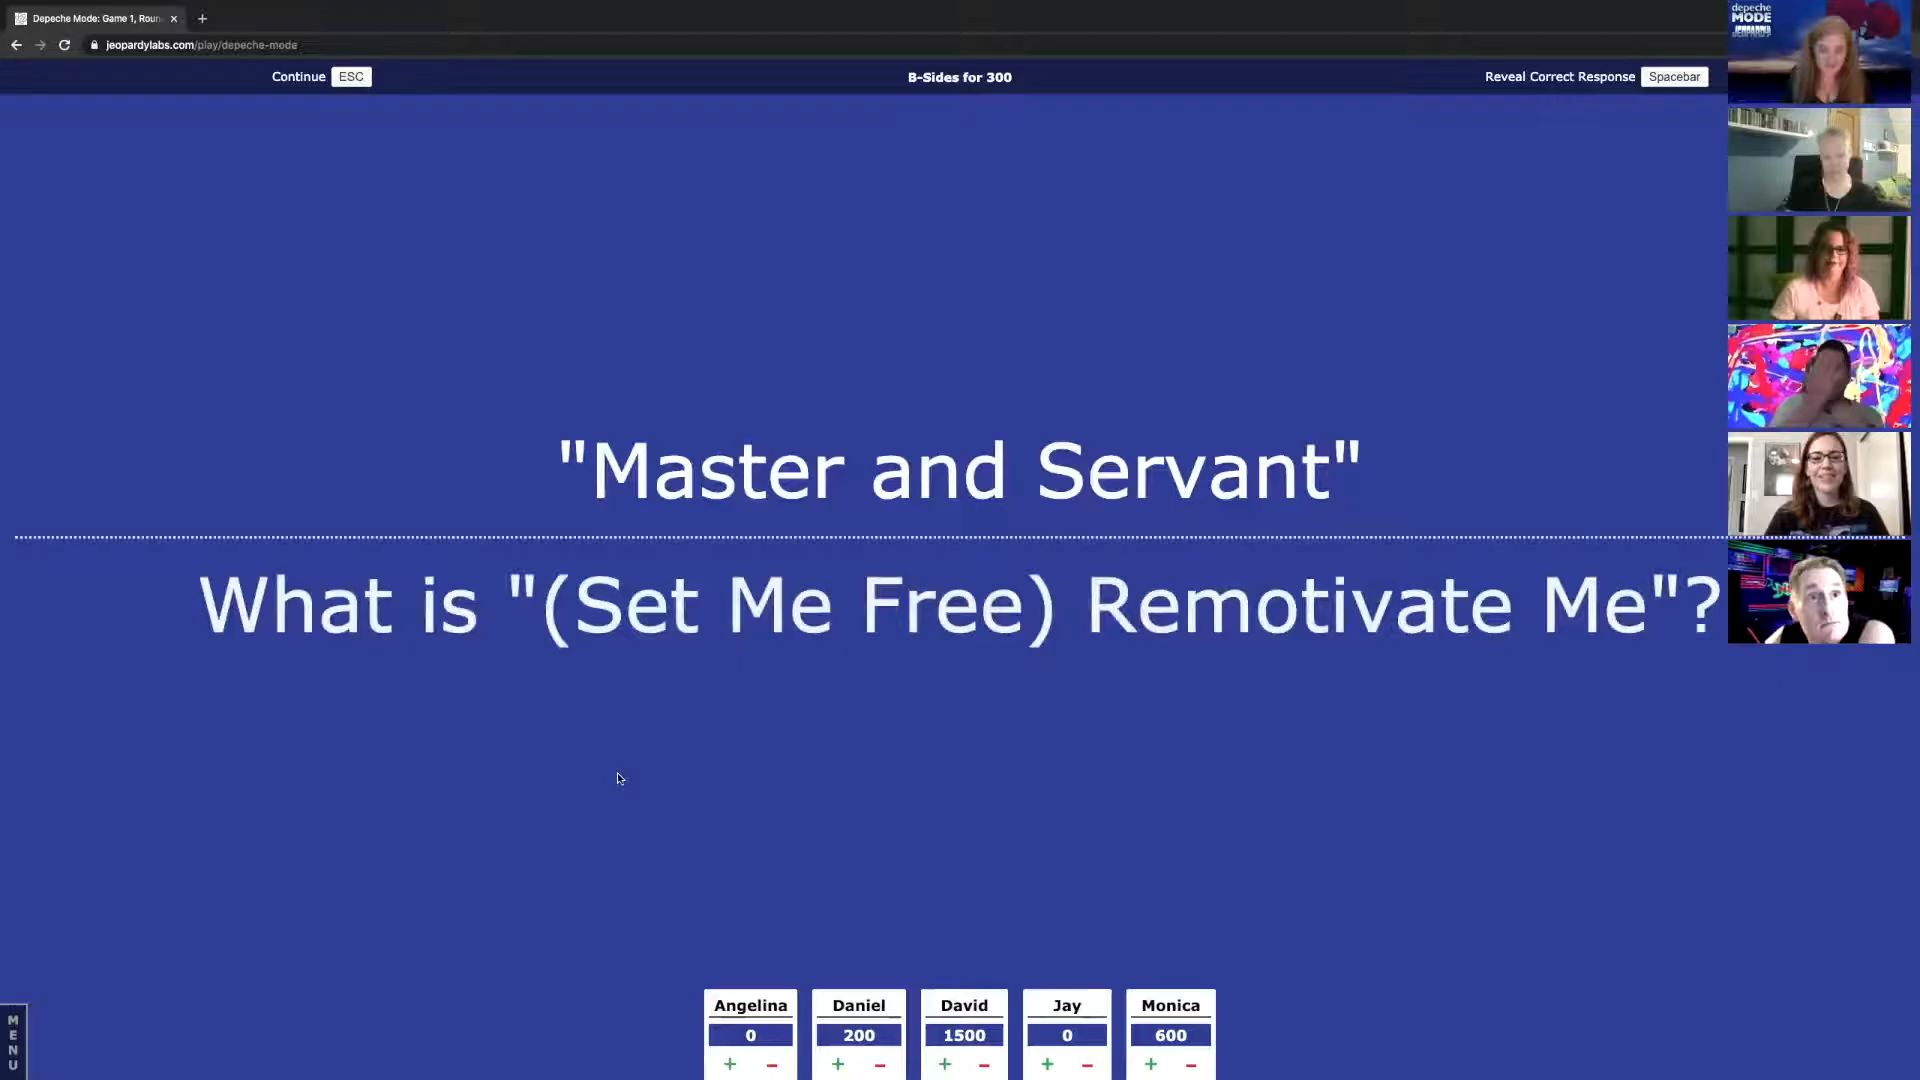 Depeche Mode: Game 1, Roun
jeopardylabs.com/play/depeche-mode
Continue ESC
B-Sides for 300
Reveal Correct Response Spacebar
depeche
MODE
JEOPARDY
"Master and Servant"
What is "(Set Me Free) Remotivate Me"?
MENU
Angelina Daniel David Jay Monica
0 200 1500 0 600
+ − + − + − + − + −